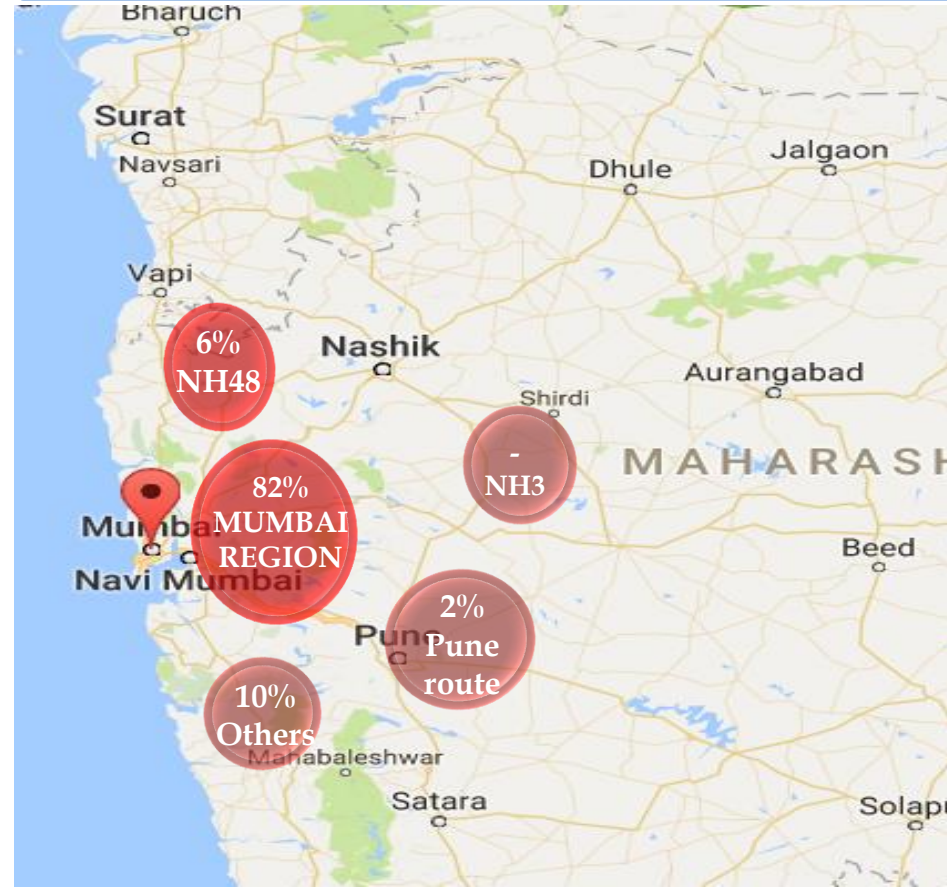 Bharuch
Surat
Navsari
Dhule
Jalgaon
Vapi
6%
NH48
Nashik
Aurangabad
Shirdi
-
NH3
MAHARASH
82%
MUMBAI
REGION
Mumbai
Navi Mumbai
Beed
2%
Pune
route
Pune
10%
Others
Mahabaleshwar
Satara
Solapu